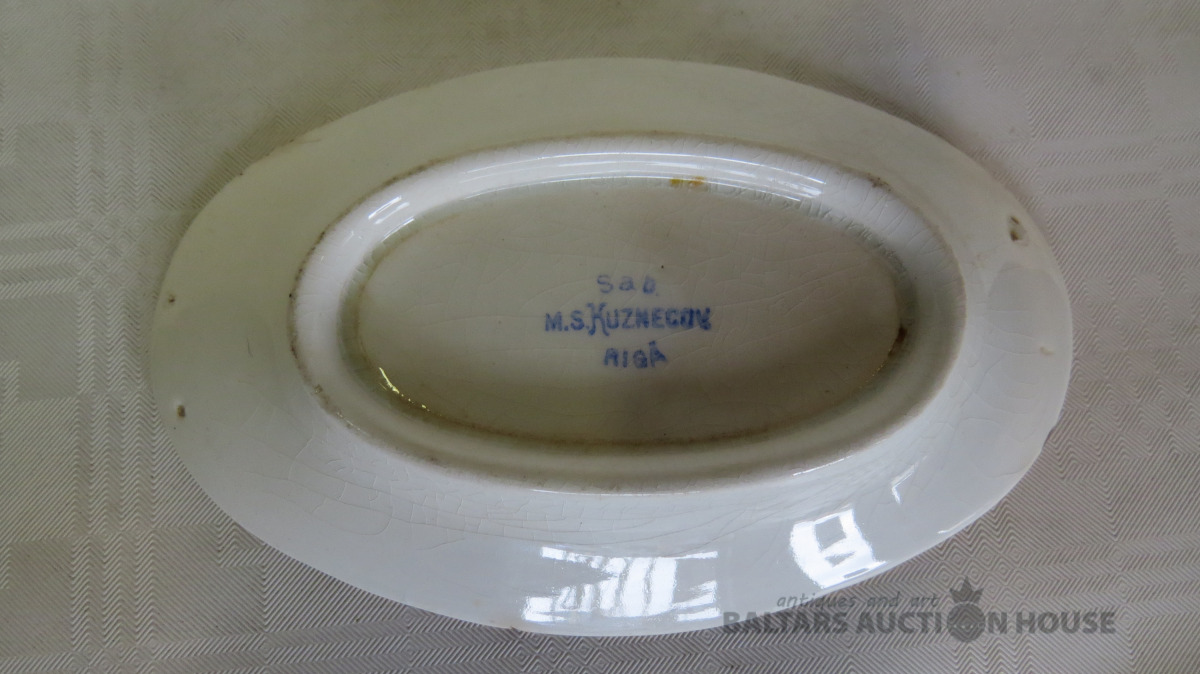 Sab.
M.S.KUZNECOV
RIGĀ
antiques and art
BALTARS AUCTION HOUSE